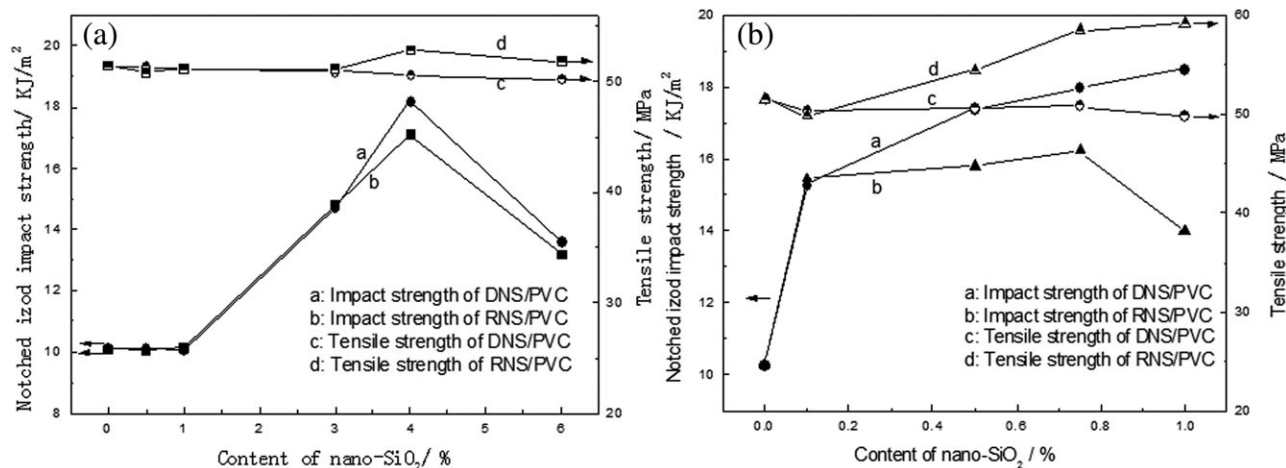 (a)
20
18
16
14
12
10
8
Notched izod impact strength/ KJ/m²
0 1 2 3 4 5 6
Content of nano-SiO₂/ %
50
40
30
20
Tensile strength/ MPa
d
c
a
b
a: Impact strength of DNS/PVC
b: Impact strength of RNS/PVC
c: Tensile strength of DNS/PVC
d: Tensile strength of RNS/PVC
(b)
20
18
16
14
12
10
Notched izod impact strength / KJ/m²
0.0 0.2 0.4 0.6 0.8 1.0
Content of nano-SiO₂ / %
60
50
40
30
20
Tensile strength / MPa
d
c
a
b
a: Impact strength of DNS/PVC
b: Impact strength of RNS/PVC
c: Tensile strength of DNS/PVC
d: Tensile strength of RNS/PVC